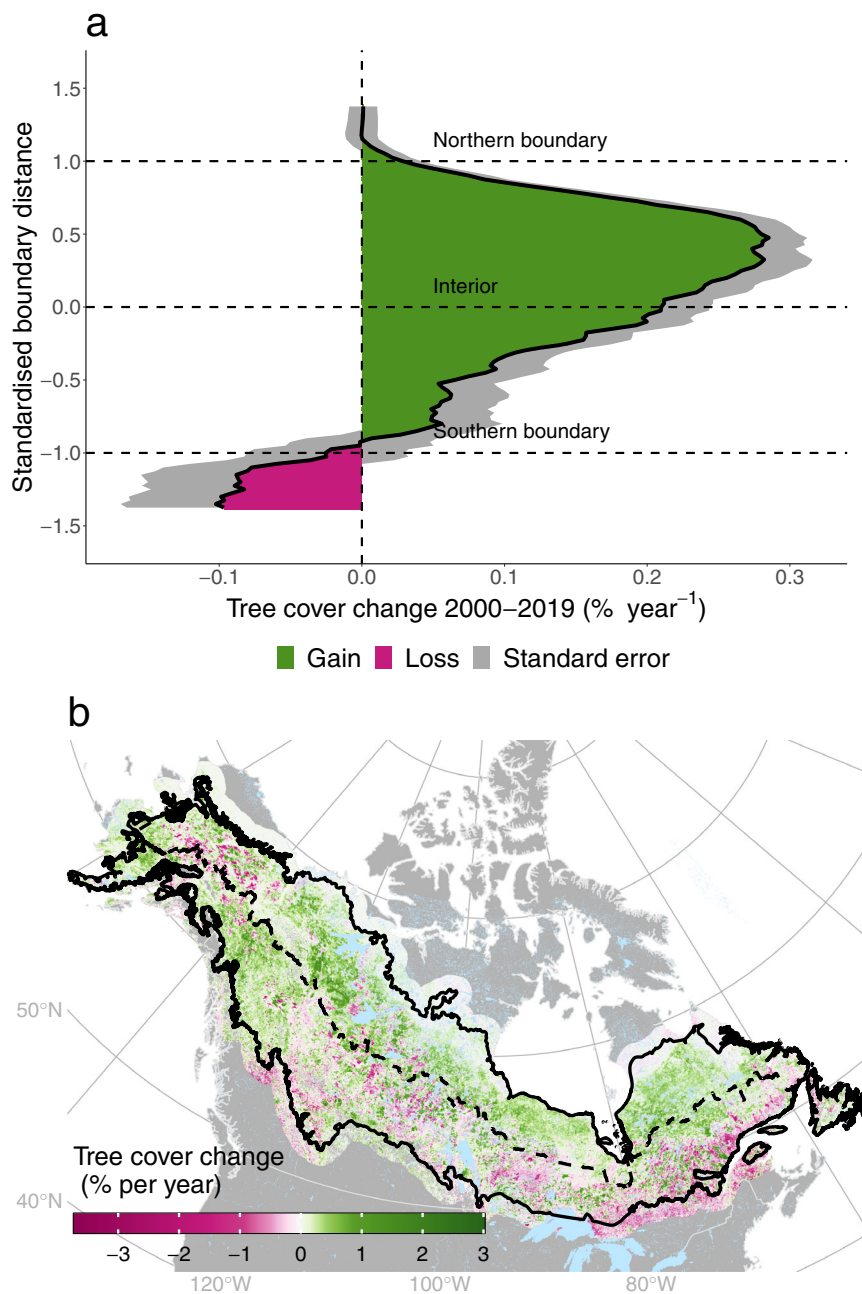 a
Standardised boundary distance
1.5
1.0
0.5
0.0
−0.5
−1.0
−1.5
Northern boundary
Interior
Southern boundary
−0.1
0.0
0.1
0.2
0.3
Tree cover change 2000−2019 (% year⁻¹)
Gain
Loss
Standard error
b
50°N
40°N
Tree cover change
(% per year)
−3
−2
−1
0
1
2
3
120°W
100°W
80°W